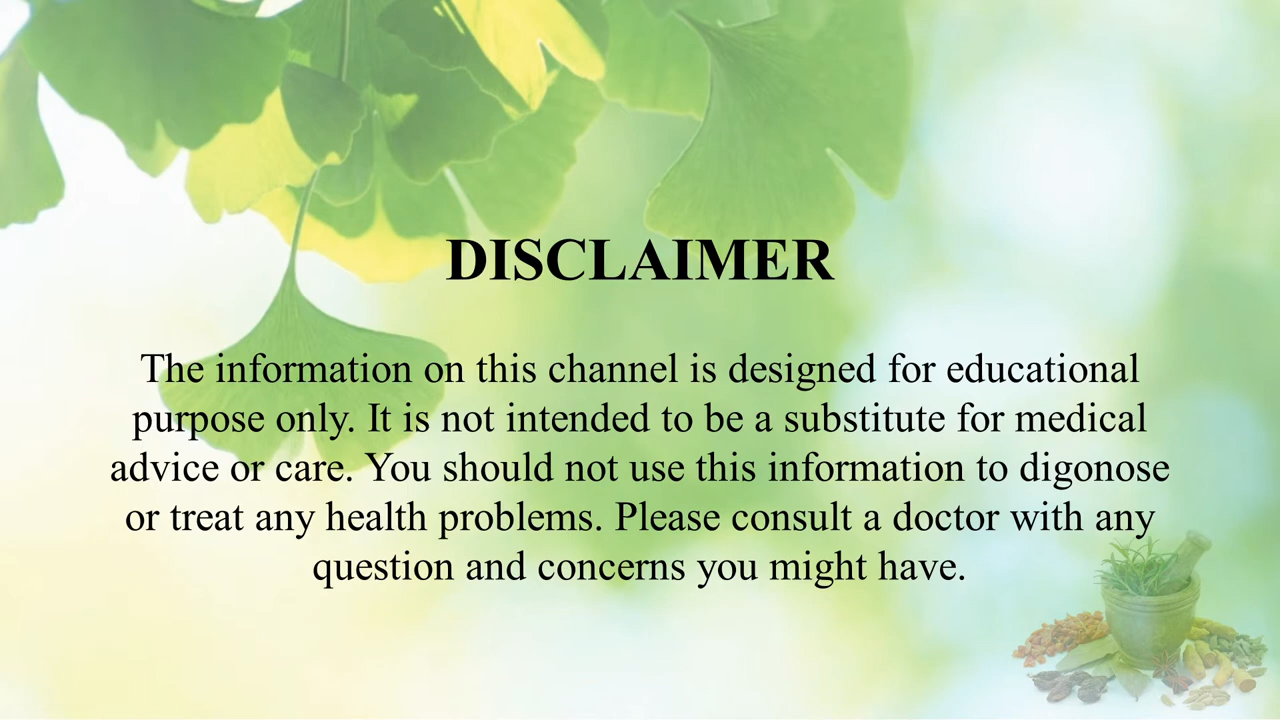 DISCLAIMER
The information on this channel is designed for educational
purpose only. It is not intended to be a substitute for medical
advice or care. You should not use this information to digonose
or treat any health problems. Please consult a doctor with any
question and concerns you might have.